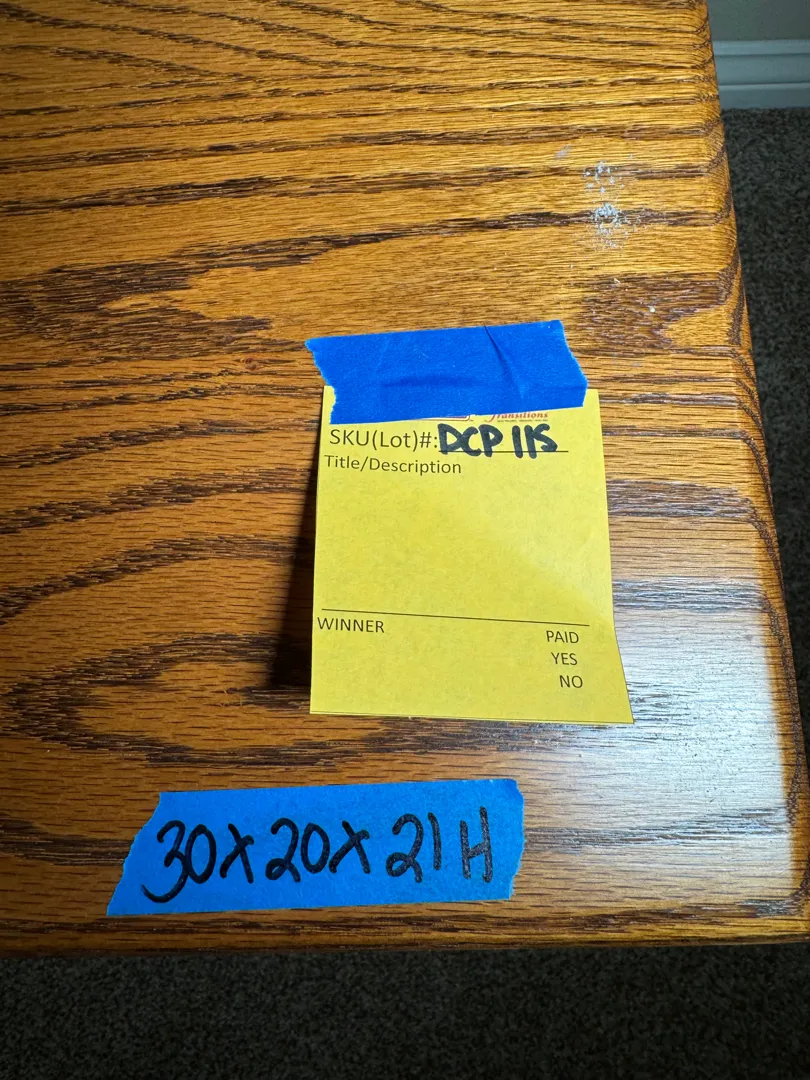 Transitions
SKU(Lot)#: DCP 115
Title/Description
WINNER
PAID
YES
NO
30X20X21H